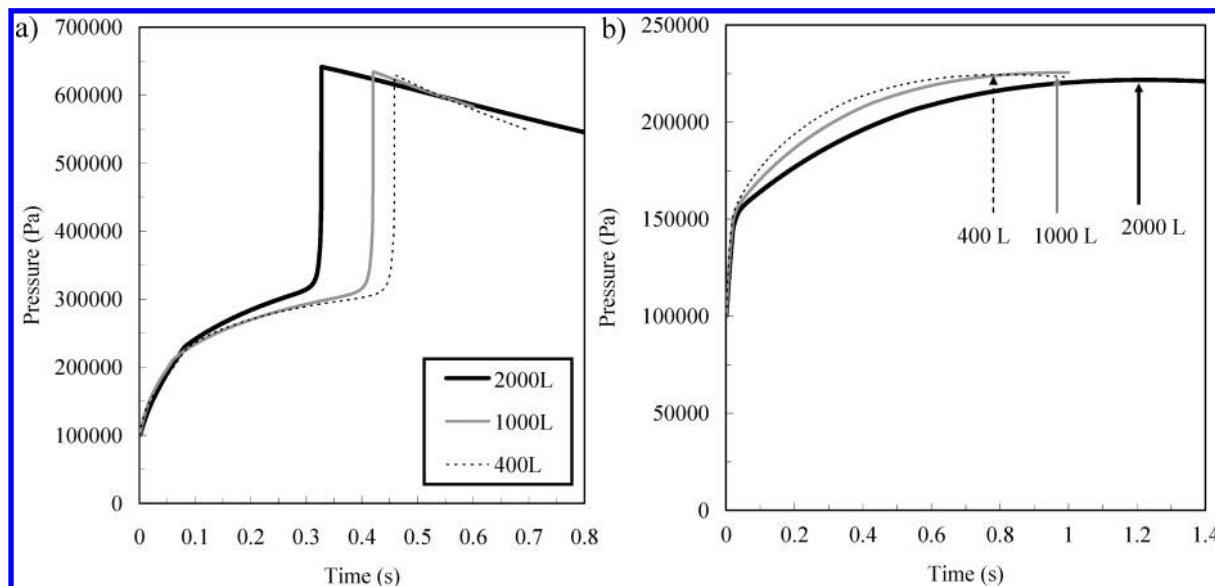 a)
700000
600000
500000
400000
300000
200000
100000
0
Pressure (Pa)
0 0.1 0.2 0.3 0.4 0.5 0.6 0.7 0.8
Time (s)
2000L
1000L
400L
b)
250000
200000
150000
100000
50000
0
Pressure (Pa)
400 L
1000 L
2000 L
0 0.2 0.4 0.6 0.8 1 1.2 1.4
Time (s)